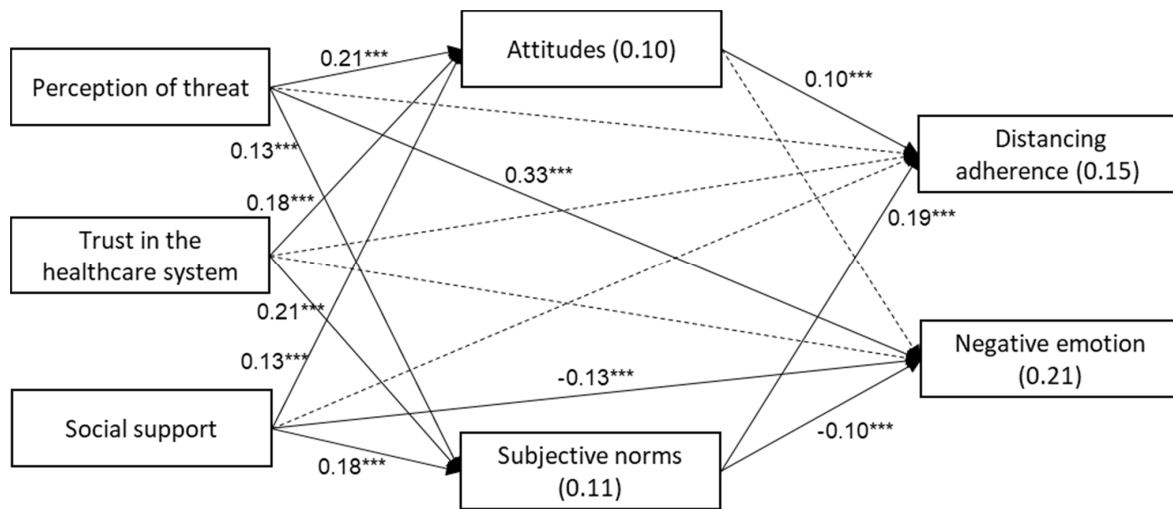 Perception of threat
Trust in the
healthcare system
Social support
0.21***
0.13***
0.18***
0.21***
0.13***
0.18***
Attitudes (0.10)
Subjective norms
(0.11)
0.33***
-0.13***
0.10***
0.19***
-0.10***
Distancing
adherence (0.15)
Negative emotion
(0.21)